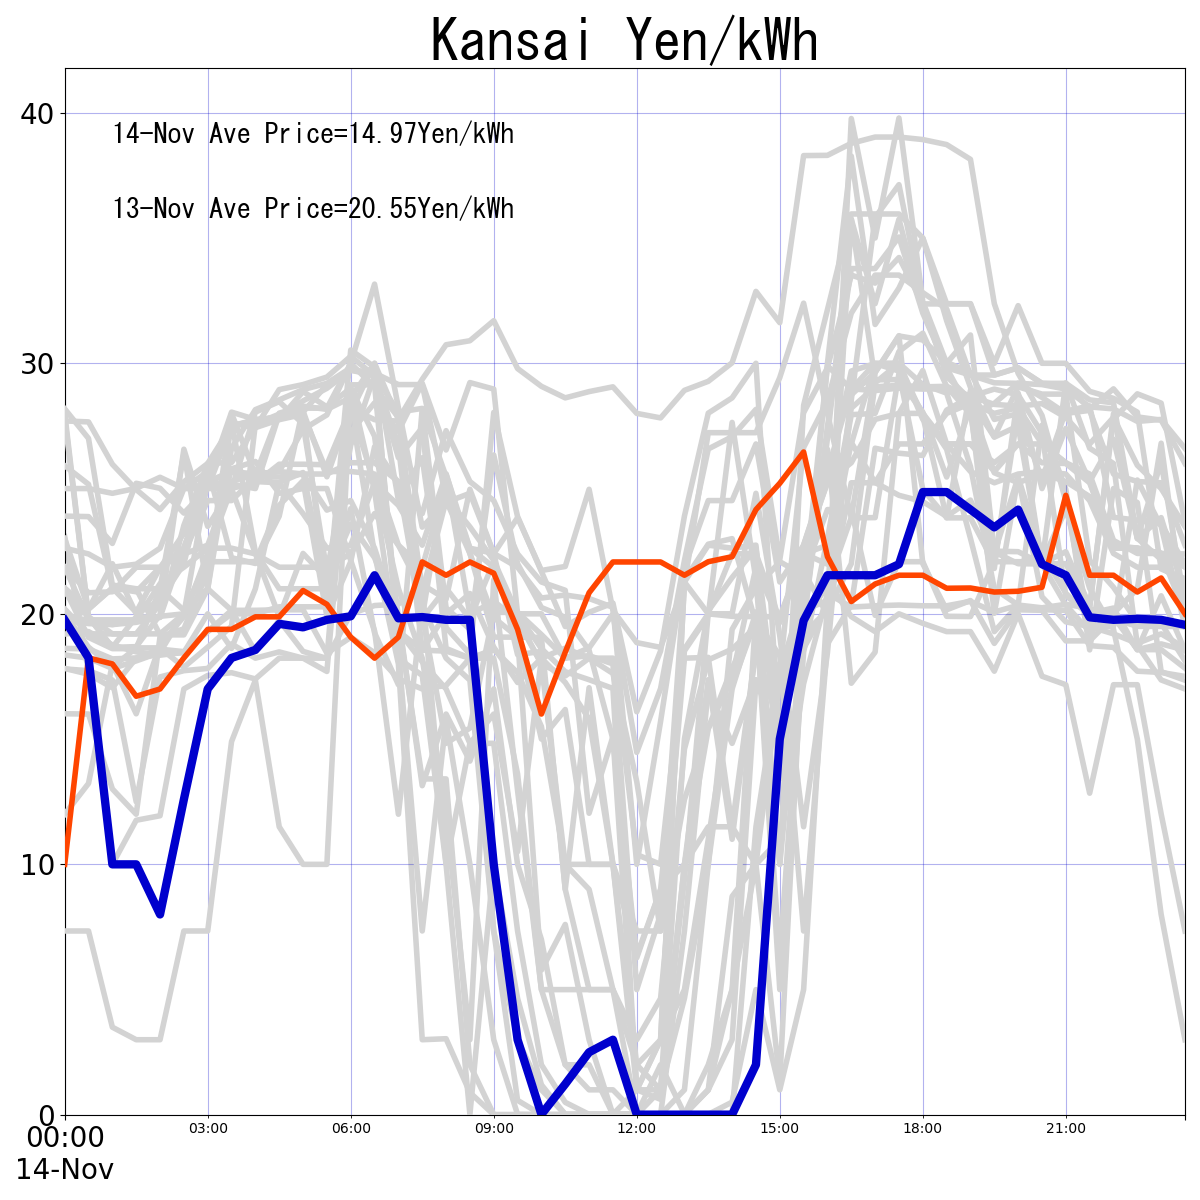 Kansai Yen/kWh
40
14-Nov Ave Price=14.97Yen/kWh
13-Nov Ave Price=20.55Yen/kWh
30
20
10
0
00:00 03:00 06:00 09:00 12:00 15:00 18:00 21:00
14-Nov